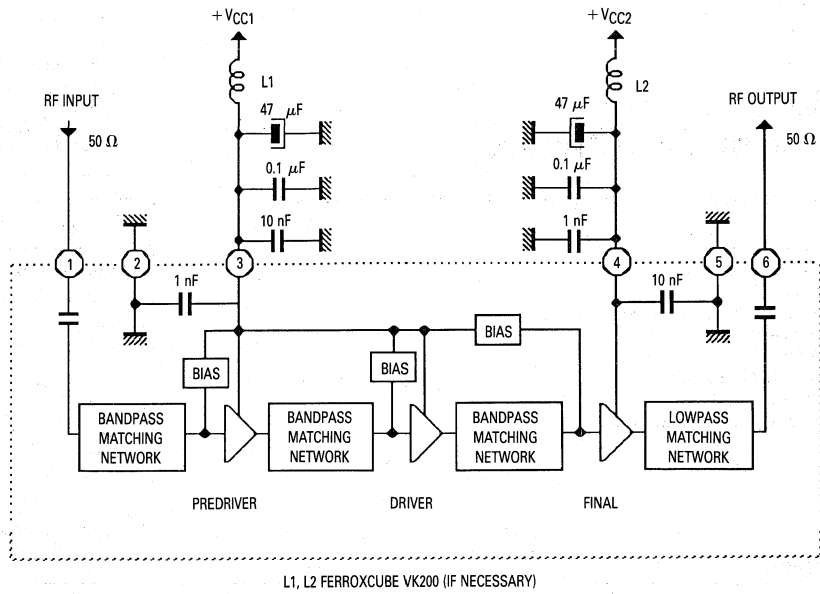 + VCC1
+ VCC2
L1
L2
RF INPUT
RF OUTPUT
47 μF
47 μF
50 Ω
50 Ω
0.1 μF
0.1 μF
10 nF
1 nF
1
2
3
4
5
6
1 nF
10 nF
BIAS
BIAS
BIAS
BANDPASS
MATCHING
NETWORK
BANDPASS
MATCHING
NETWORK
BANDPASS
MATCHING
NETWORK
LOWPASS
MATCHING
NETWORK
PREDRIVER
DRIVER
FINAL
L1, L2 FERROXCUBE VK200 (IF NECESSARY)